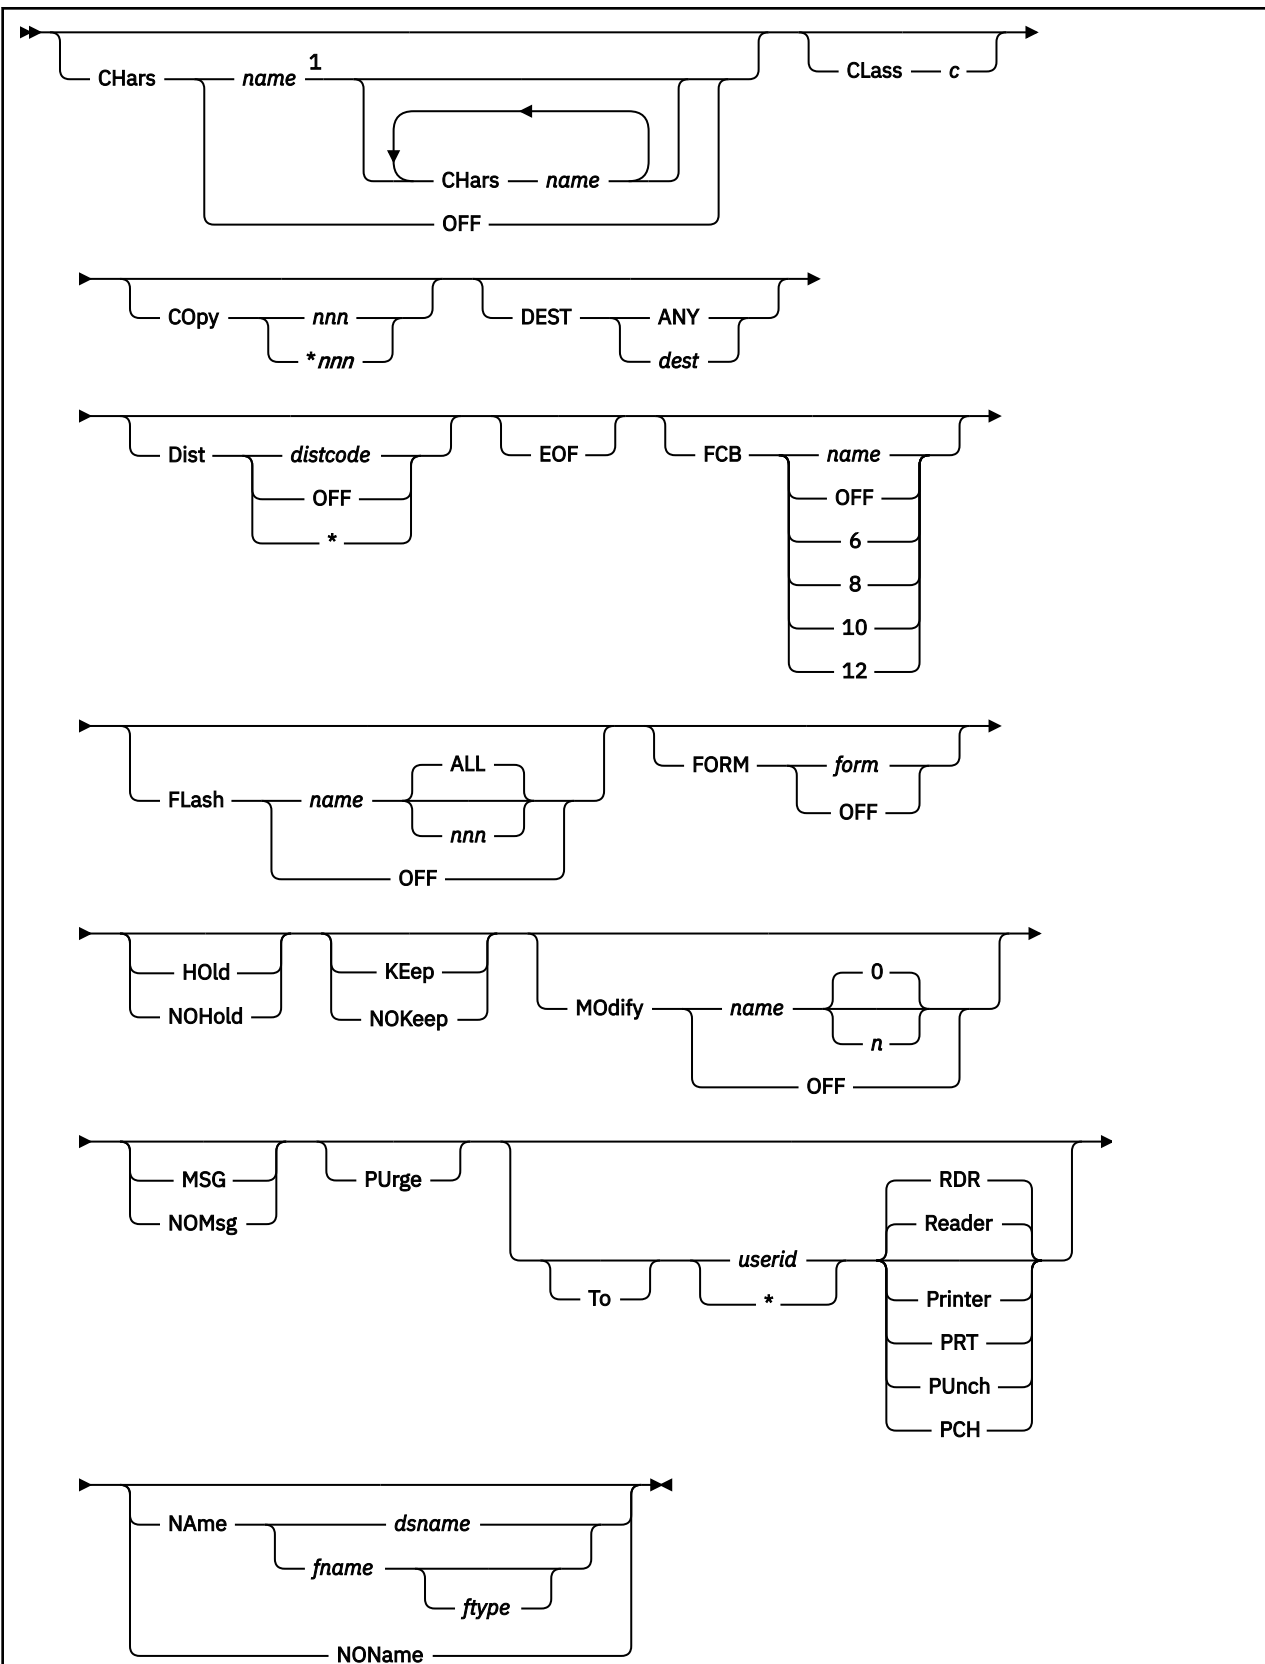 1
CHars name CLass c
CHars name
OFF
COpy nnn DEST ANY
*nnn dest
Dist distcode EOF FCB name
OFF OFF
* 6
8
10
12
ALL FORM form
FLash name OFF
nnn
OFF
HOld KEep 0
NOHold NOKeep MOdify name
n
OFF
MSG PUrge RDR
NOMsg Reader
userid
To * Printer
PRT
PUnch
PCH
NAme dsname
fname
ftype
NOName